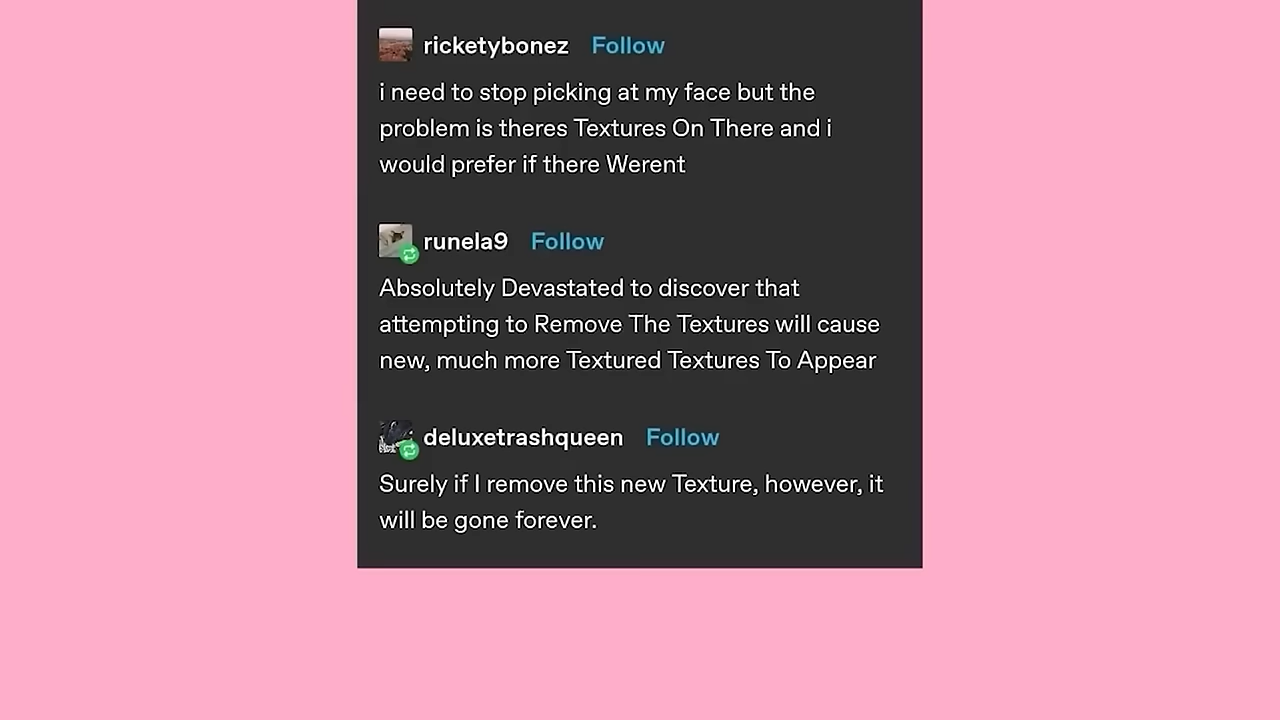 ricketybonez Follow
i need to stop picking at my face but the
problem is theres Textures On There and i
would prefer if there Werent
runela9 Follow
Absolutely Devastated to discover that
attempting to Remove The Textures will cause
new, much more Textured Textures To Appear
deluxetrashqueen Follow
Surely if I remove this new Texture, however, it
will be gone forever.